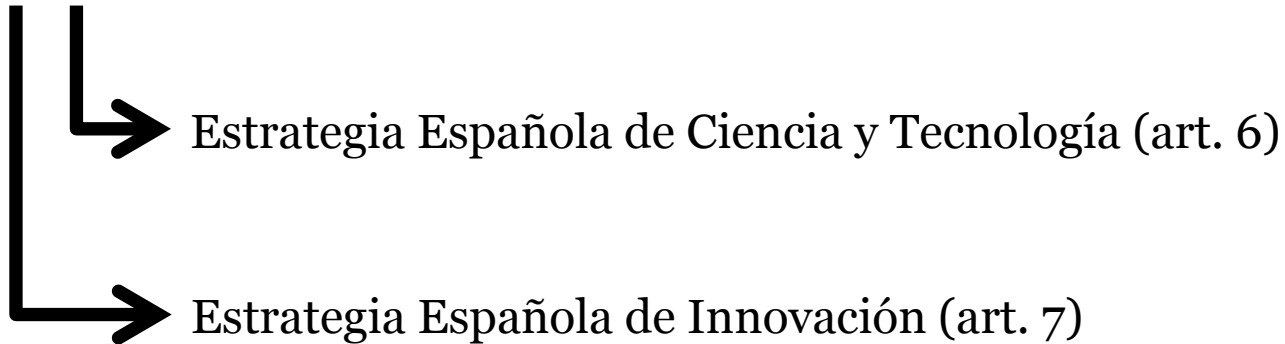 Estrategia Española de Ciencia y Tecnología (art. 6)
Estrategia Española de Innovación (art. 7)